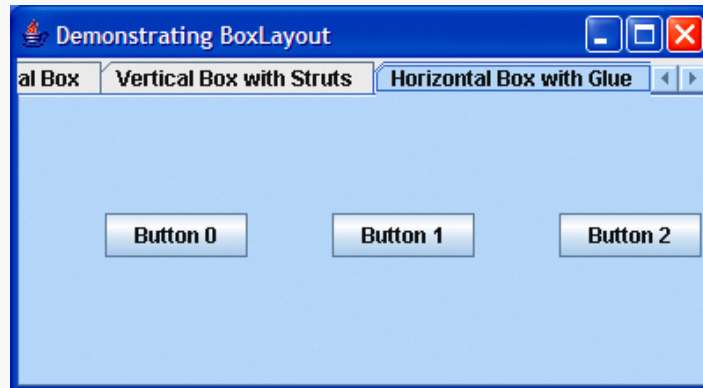 Demonstrating BoxLayout
al Box Vertical Box with Struts Horizontal Box with Glue
Button 0 Button 1 Button 2